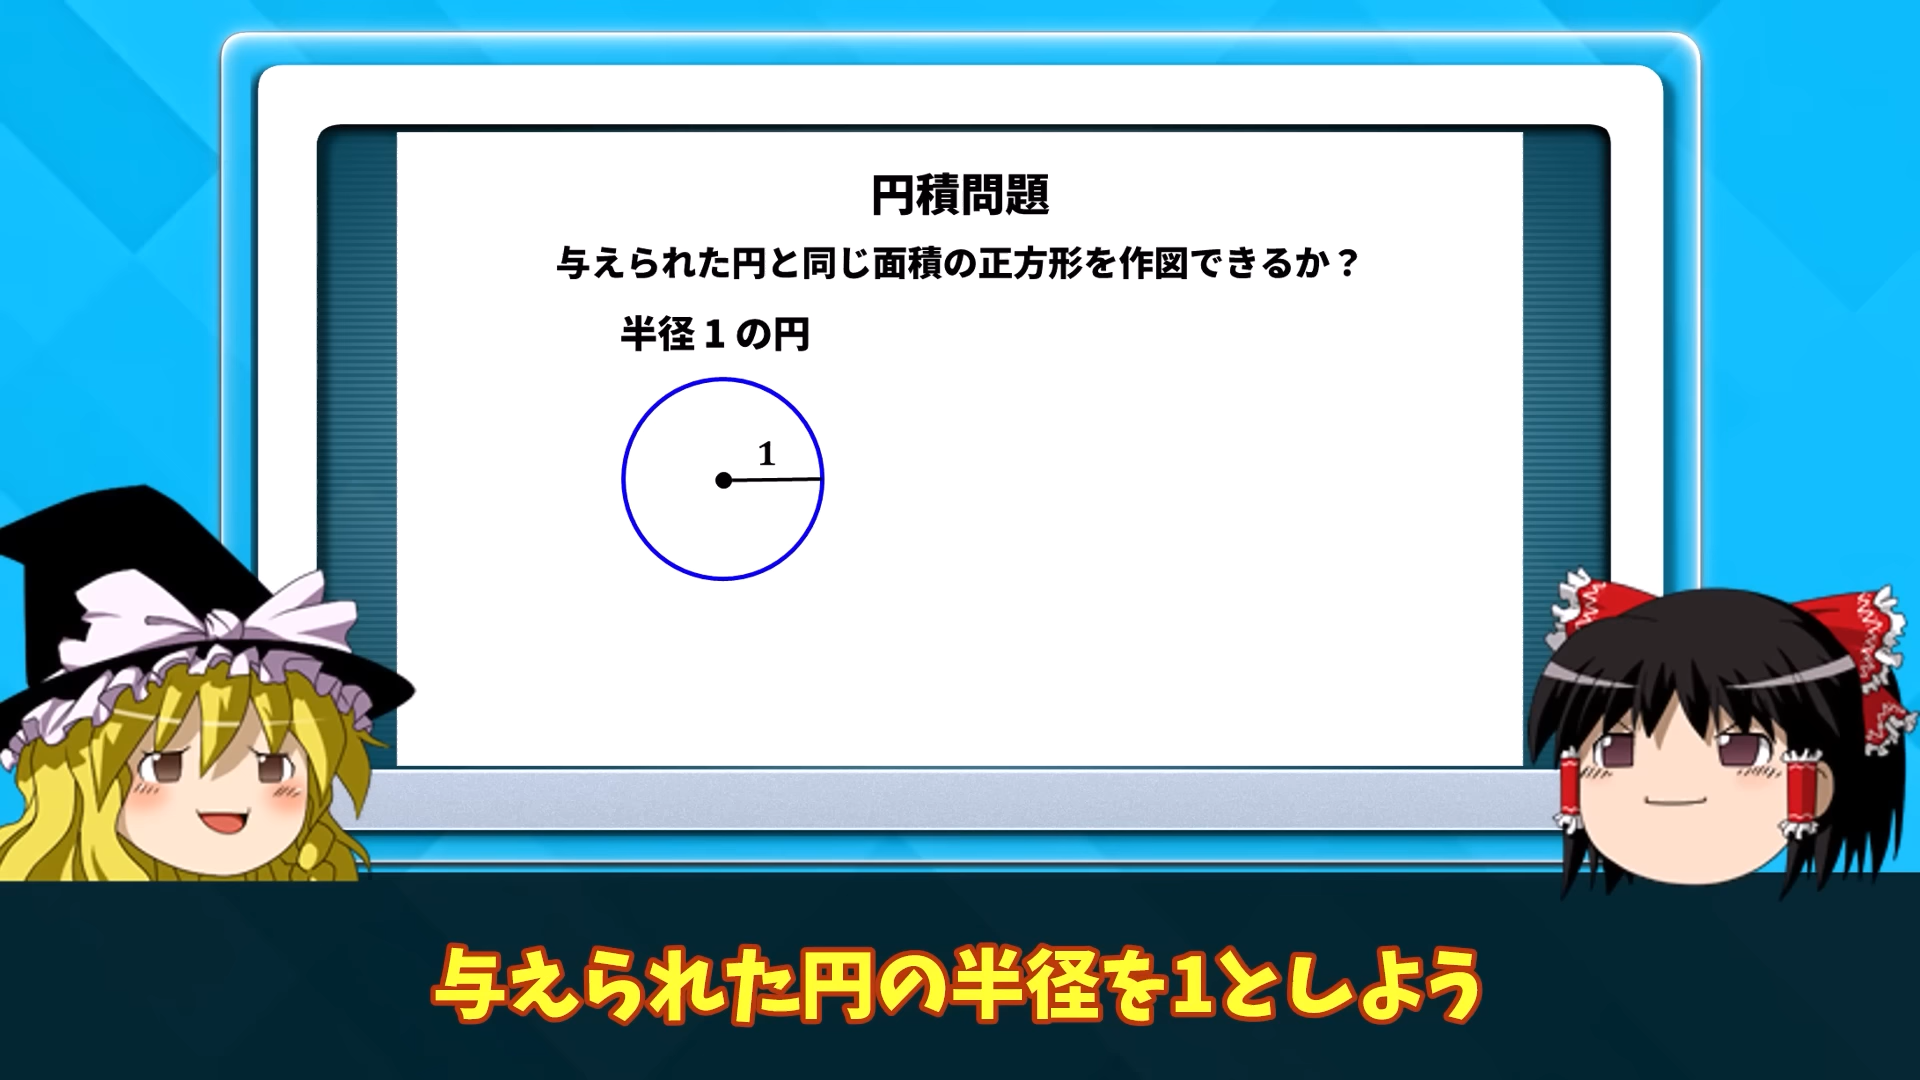 円積問題
与えられた円と同じ面積の正方形を作図できるか？
半径 1 の円
1
与えられた円の半径を1としよう